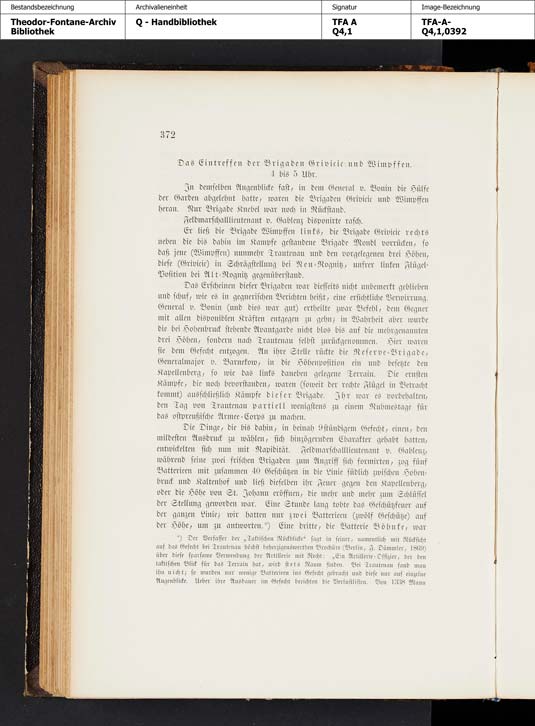 Bestandsbezeichnung
Archivalieneinheit
Signatur
Image-Bezeichnung
Theodor-Fontane-Archiv
Bibliothek
Q - Handbibliothek
TFA A
Q4,1
TFA-A-
Q4,1,0392
372
Das Eintreffen der Brigaden Grivicic und Wimpffen.
4 bis 5 Uhr.
In demselben Augenblicke fast, in dem General v. Bonin die Hülfe
der Garden abgelehnt hatte, waren die Brigaden Grivicic und Wimpffen
heran. Nur Brigade Knebel war noch in Rückstand.
Feldmarschalllieutenant v. Gablenz disponirte rasch.
Er ließ die Brigade Wimpffen links, die Brigade Grivicic rechts
neben die bis dahin im Kampfe gestandene Brigade Mondl vorrücken, so
daß jene (Wimpffen) nunmehr Trautenau und den vorgelegenen drei Höhen,
diese (Grivicic) in Schrägstellung bei Neu-Rognitz, unsrer linken Flügel-
Position bei Alt-Rognitz gegenüberstand.
Das Erscheinen dieser Brigaden war diesseits nicht unbemerkt geblieben
und schuf, wie es in gegnerischen Berichten heißt, eine ersichtliche Verwirrung.
General v. Bonin (und dies war gut) ertheilte zwar Befehl, dem Gegner
mit allen disponiblen Kräften entgegen zu gehn; in Wahrheit aber wurde
die bei Hohenbruck stehende Avantgarde nicht blos bis auf die mehrgenannten
drei Höhen, sondern nach Trautenau selbst zurückgenommen. Hier waren
sie dem Gefecht entzogen. An ihre Stelle rückte die Reserve-Brigade,
Generalmajor v. Barnekow, in die Höhenposition ein und besetzte den
Kapellenberg, so wie das links daneben gelegene Terrain. Die ernsten
Kämpfe, die noch bevorstanden, waren (soweit der rechte Flügel in Betracht
kommt) ausschließlich Kämpfe dieser Brigade. Ihr war es vorbehalten,
den Tag von Trautenau partiell wenigstens zu einem Ruhmestage für
das ostpreußische Armee-Corps zu machen.
Die Dinge, die bis dahin, in beinah 9stündigem Gefecht, einen, den
mildesten Ausdruck zu wählen, sich hinzögernden Charakter gehabt hatten,
entwickelten sich nun mit Rapidität. Feldmarschalllieutenant v. Gablenz,
während seine zwei frischen Brigaden zum Angriff sich formirten, zog fünf
Batterieen mit zusammen 40 Geschützen in die Linie südlich zwischen Hohen-
bruck und Kaltenhof und ließ dieselben ihr Feuer gegen den Kapellenberg,
oder die Höhe von St. Johann eröffnen, die mehr und mehr zum Schlüssel
der Stellung geworden war. Eine Stunde lang tobte das Geschützfeuer auf
der ganzen Linie; wir hatten nur zwei Batterieen (zwölf Geschütze) auf
der Höhe, um zu antworten.*) Eine dritte, die Batterie Böhnke, war
*) Der Verfasser der „Taktischen Rückblicke“ sagt in seiner, namentlich mit Rücksicht
auf das Gefecht bei Trautenau höchst beherzigenswerthen Brochüre (Berlin, F. Dümmler, 1869)
über diese sparsame Verwendung der Artillerie mit Recht: „Ein Artillerie-Offizier, der den
taktischen Blick für das Terrain hat, wird stets Raum finden. Bei Trautenau fand man
ihn nicht; so wurden nur wenige Batterieen ins Gefecht gebracht und diese nur auf einzelne
Augenblicke. Ueber ihre Ausdauer im Gefecht berichten die Verlustlisten. Von 1338 Mann